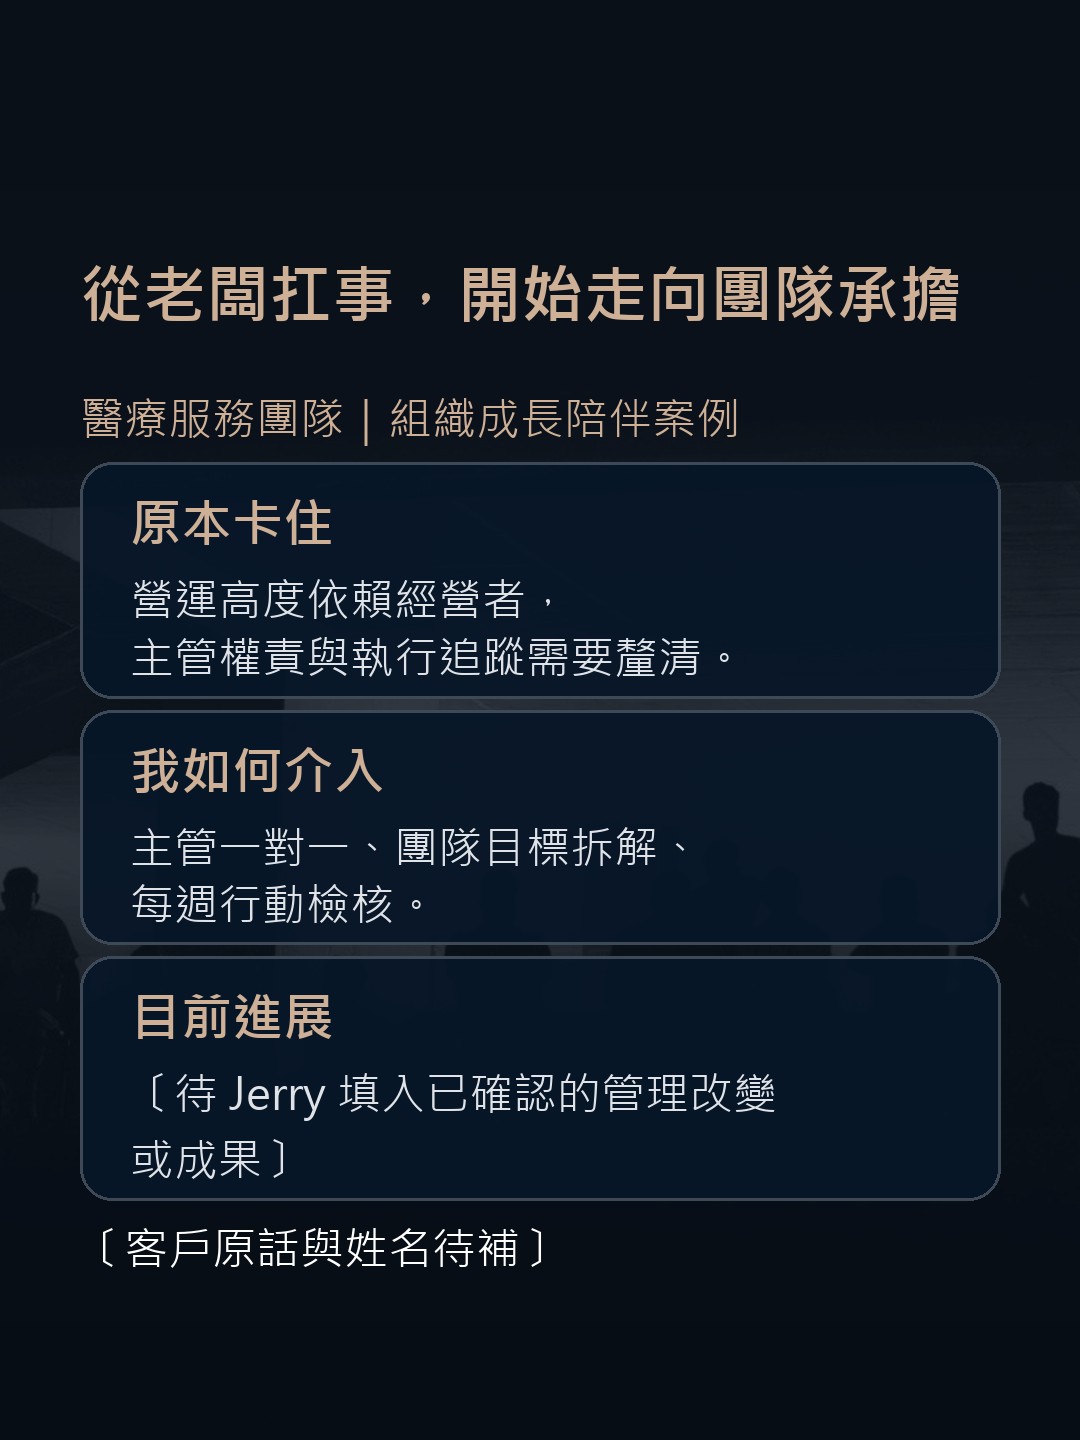 從老闆扛事，開始走向團隊承擔
醫療服務團隊｜組織成長陪伴案例
原本卡住
營運高度依賴經營者，
主管權責與執行追蹤需要釐清。
我如何介入
主管一對一、團隊目標拆解、
每週行動檢核。
目前進展
〔待 Jerry 填入已確認的管理改變
或成果〕
〔客戶原話與姓名待補〕